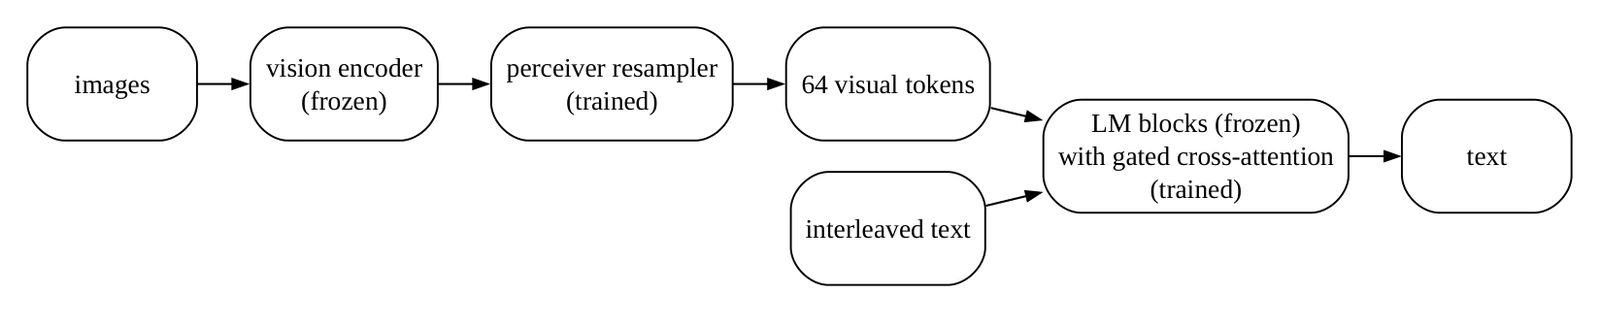 images
vision encoder
(frozen)
perceiver resampler
(trained)
64 visual tokens
interleaved text
LM blocks (frozen)
with gated cross-attention
(trained)
text